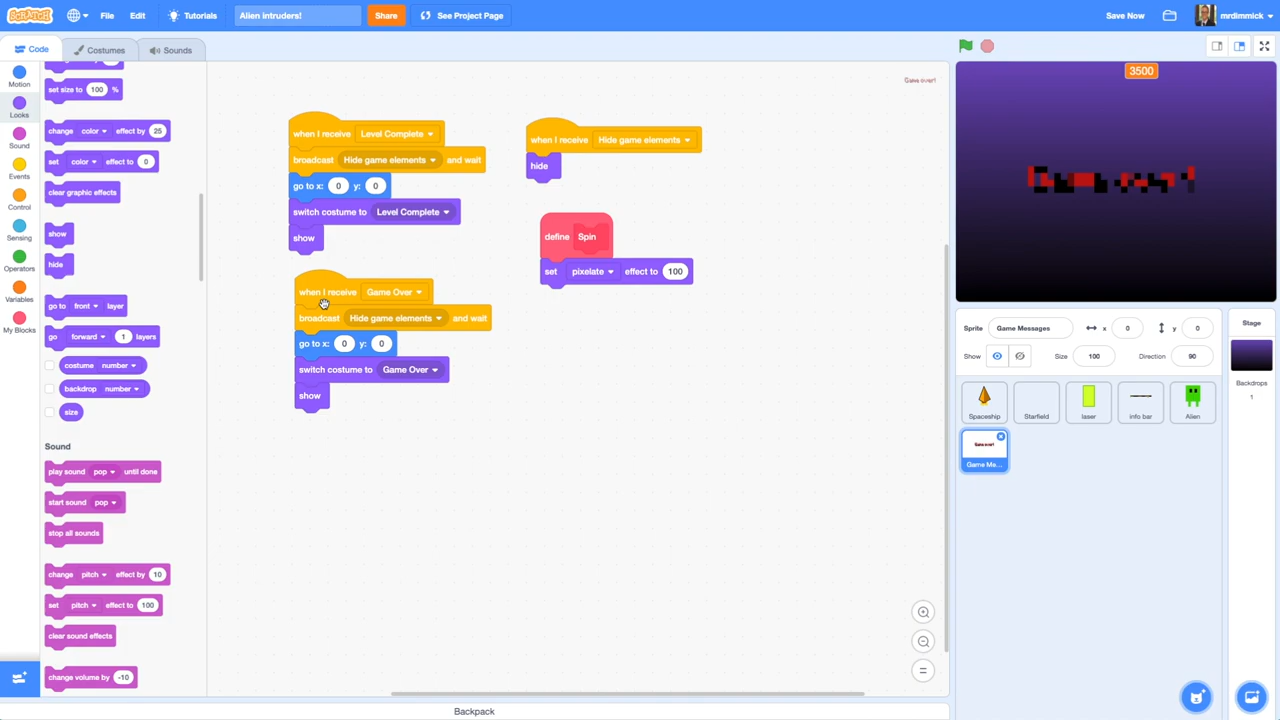 SCRATCH File Edit Tutorials Alien intruders! Share See Project Page Save Now mrdimmick
Code Costumes Sounds
Motion
Looks
Sound
Events
Control
Sensing
Operators
Variables
My Blocks
set size to 100 %
change color effect by 25
set color effect to 0
clear graphic effects
show
hide
go to front layer
go forward 1 layers
costume number
backdrop number
size
Sound
play sound pop until done
start sound pop
stop all sounds
change pitch effect by 10
set pitch effect to 100
clear sound effects
change volume by -10
when I receive Level Complete
broadcast Hide game elements and wait
go to x: 0 y: 0
switch costume to Level Complete
show
when I receive Game Over
broadcast Hide game elements and wait
go to x: 0 y: 0
switch costume to Game Over
show
when I receive Hide game elements
hide
define Spin
set pixelate effect to 100
Game over!
3500
Sprite Game Messages x 0 y 0
Show Size 100 Direction 90
Spaceship Starfield laser info bar Alien
Game over!
Game Me...
Stage
Backdrops
1
Backpack